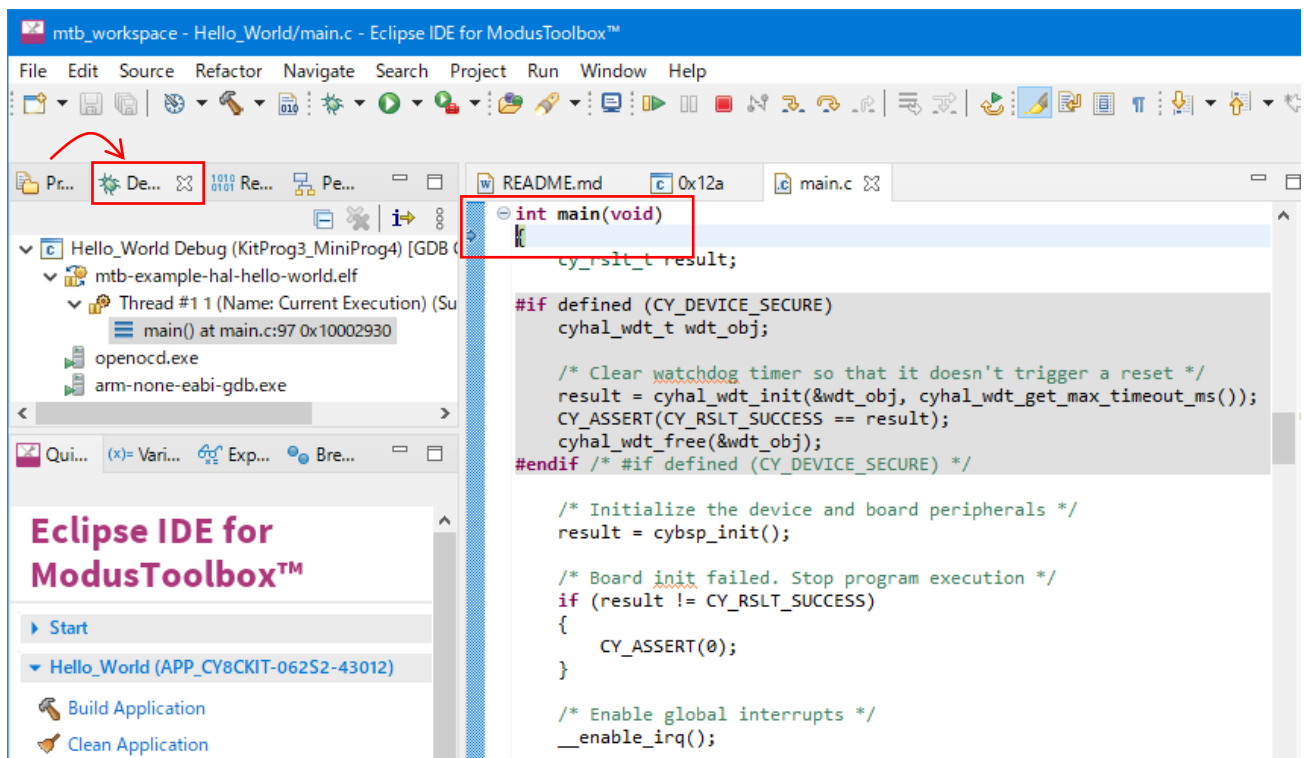 mtb_workspace - Hello_World/main.c - Eclipse IDE for ModusToolbox™
File Edit Source Refactor Navigate Search Project Run Window Help
Pr... De... Re... Pe...
README.md 0x12a main.c
Hello_World Debug (KitProg3_MiniProg4) [GDB
mtb-example-hal-hello-world.elf
Thread #1 1 (Name: Current Execution) (Su
main() at main.c:97 0x10002930
openocd.exe
arm-none-eabi-gdb.exe
Qui... (x)= Vari... Exp... Bre...
Eclipse IDE for
ModusToolbox™
Start
Hello_World (APP_CY8CKIT-062S2-43012)
Build Application
Clean Application
int main(void)
{
cy_rslt_t result;
#if defined (CY_DEVICE_SECURE)
cyhal_wdt_t wdt_obj;
/* Clear watchdog timer so that it doesn't trigger a reset */
result = cyhal_wdt_init(&wdt_obj, cyhal_wdt_get_max_timeout_ms());
CY_ASSERT(CY_RSLT_SUCCESS == result);
cyhal_wdt_free(&wdt_obj);
#endif /* #if defined (CY_DEVICE_SECURE) */
/* Initialize the device and board peripherals */
result = cybsp_init();
/* Board init failed. Stop program execution */
if (result != CY_RSLT_SUCCESS)
{
CY_ASSERT(0);
}
/* Enable global interrupts */
__enable_irq();